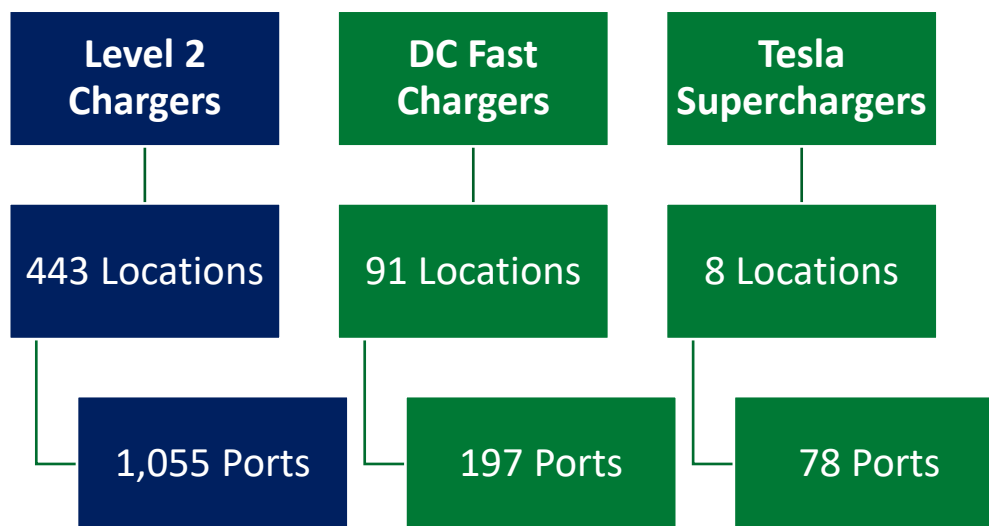 Level 2
Chargers
DC Fast
Chargers
Tesla
Superchargers
443 Locations
91 Locations
8 Locations
1,055 Ports
197 Ports
78 Ports